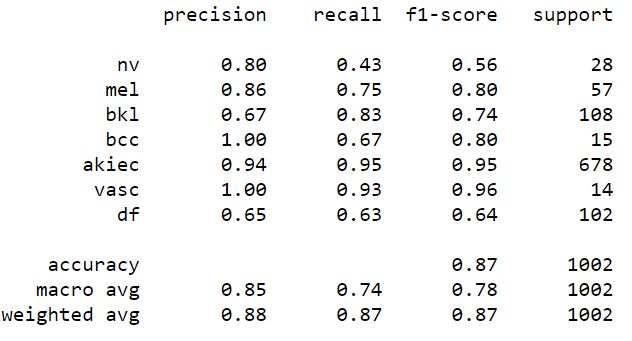 precision recall f1-score support
nv 0.80 0.43 0.56 28
mel 0.86 0.75 0.80 57
bkl 0.67 0.83 0.74 108
bcc 1.00 0.67 0.80 15
akiec 0.94 0.95 0.95 678
vasc 1.00 0.93 0.96 14
df 0.65 0.63 0.64 102
accuracy 0.87 1002
macro avg 0.85 0.74 0.78 1002
weighted avg 0.88 0.87 0.87 1002